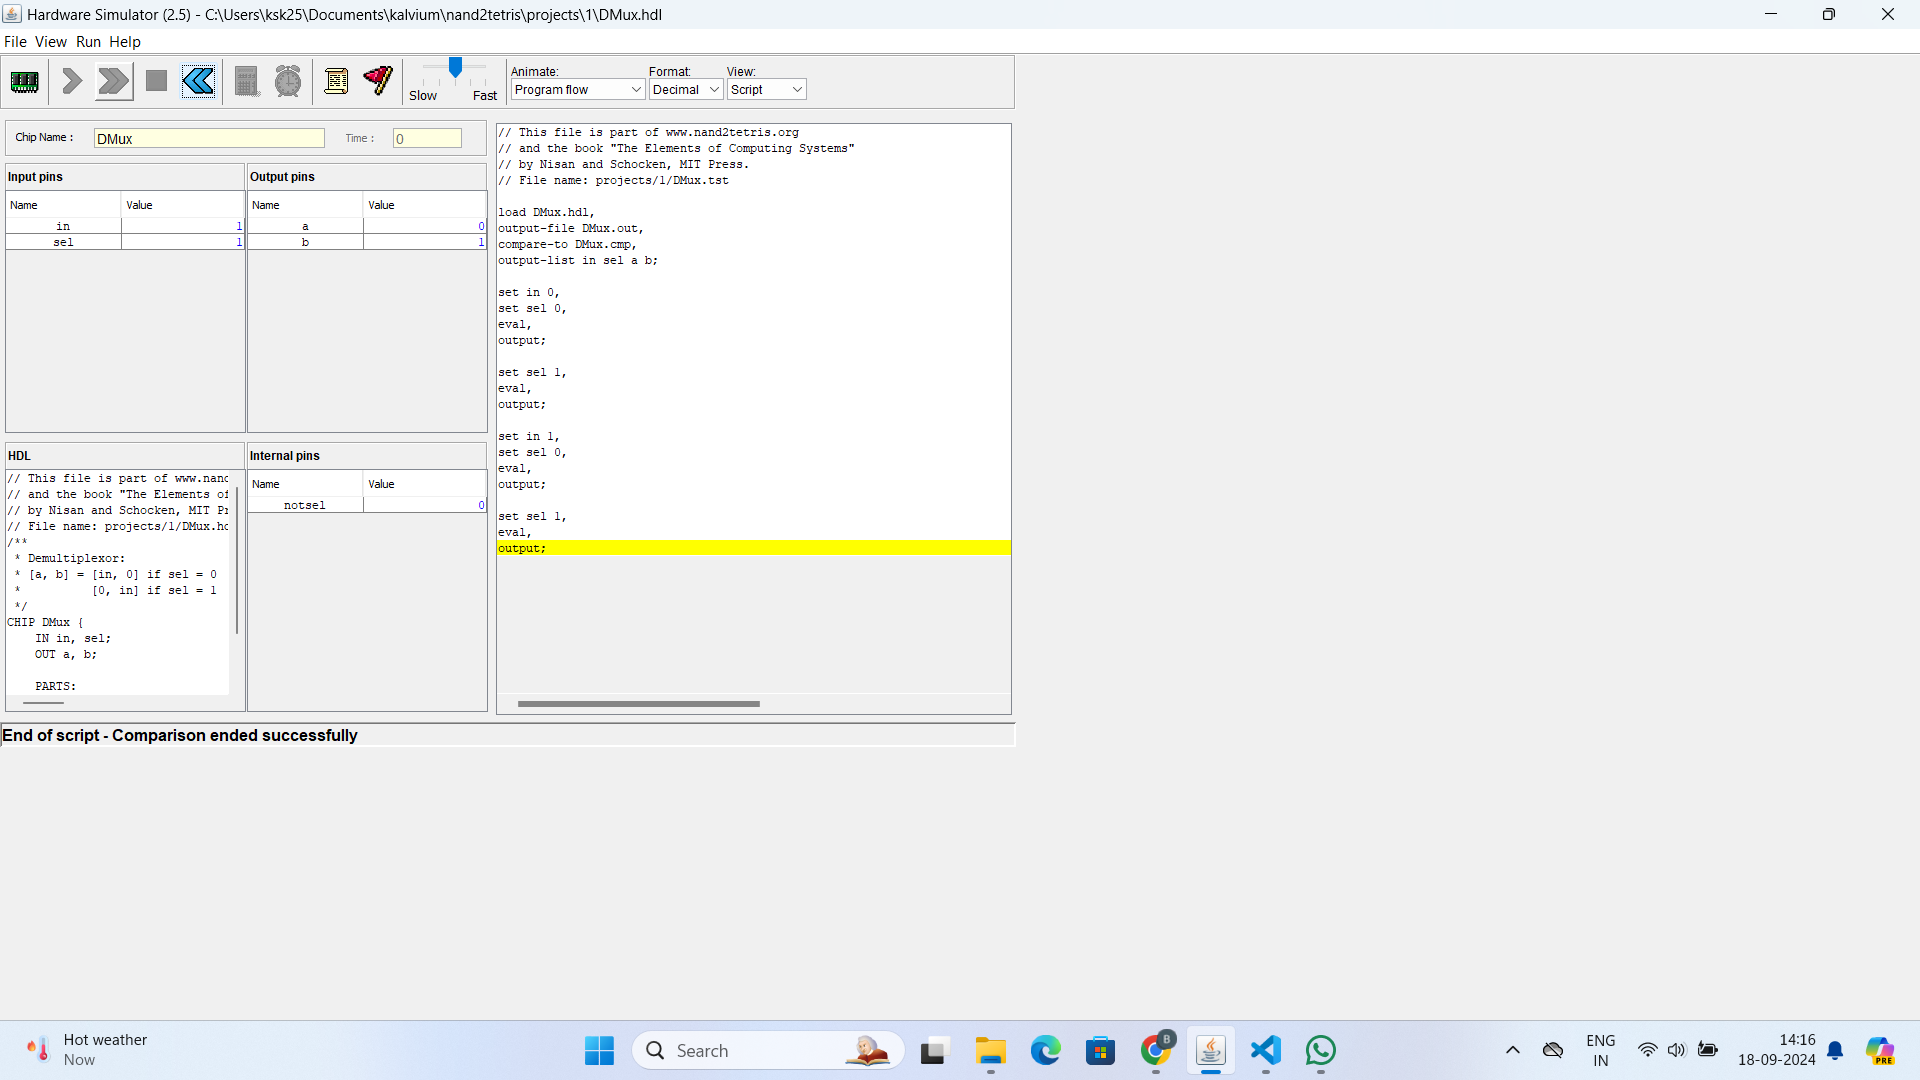 Hardware Simulator (2.5) - C:\Users\ksk25\Documents\kalvium\nand2tetris\projects\1\DMux.hdl
File View Run Help
Slow Fast
Animate: Format: View:
Program flow Decimal Script
Chip Name : DMux Time : 0
Input pins
Name Value
in 1
sel 1
Output pins
Name Value
a 0
b 1
HDL
// This file is part of www.nand
// and the book "The Elements of
// by Nisan and Schocken, MIT Pr
// File name: projects/1/DMux.hd
/**
* Demultiplexor:
* [a, b] = [in, 0] if sel = 0
* [0, in] if sel = 1
*/
CHIP DMux {
IN in, sel;
OUT a, b;
PARTS:
Internal pins
Name Value
notsel 0
// This file is part of www.nand2tetris.org
// and the book "The Elements of Computing Systems"
// by Nisan and Schocken, MIT Press.
// File name: projects/1/DMux.tst
load DMux.hdl,
output-file DMux.out,
compare-to DMux.cmp,
output-list in sel a b;
set in 0,
set sel 0,
eval,
output;
set sel 1,
eval,
output;
set in 1,
set sel 0,
eval,
output;
set sel 1,
eval,
output;
End of script - Comparison ended successfully
Hot weather
Now
Search
B
ENG
IN
14:16
18-09-2024
PRE